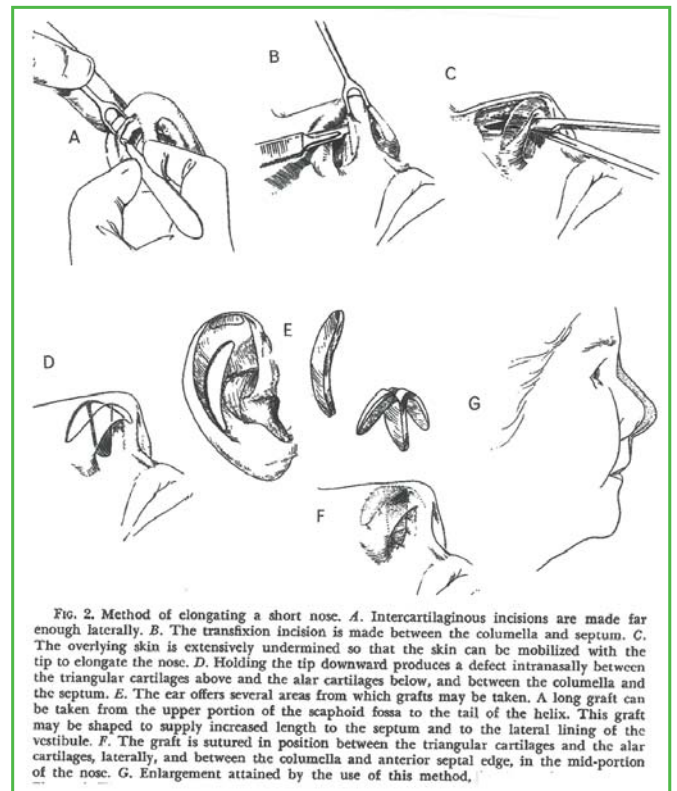 A
B
C
D
E
G
F
FIG. 2. Method of elongating a short nose. A. Intercartilaginous incisions are made far
enough laterally. B. The transfixion incision is made between the columella and septum. C.
The overlying skin is extensively undermined so that the skin can be mobilized with the
tip to elongate the nose. D. Holding the tip downward produces a defect intranasally between
the triangular cartilages above and the alar cartilages below, and between the columella and
the septum. E. The ear offers several areas from which grafts may be taken. A long graft can
be taken from the upper portion of the scaphoid fossa to the tail of the helix. This graft
may be shaped to supply increased length to the septum and to the lateral lining of the
vestibule. F. The graft is sutured in position between the triangular cartilages and the alar
cartilages, laterally, and between the columella and anterior septal edge, in the mid-portion
of the nose. G. Enlargement attained by the use of this method,